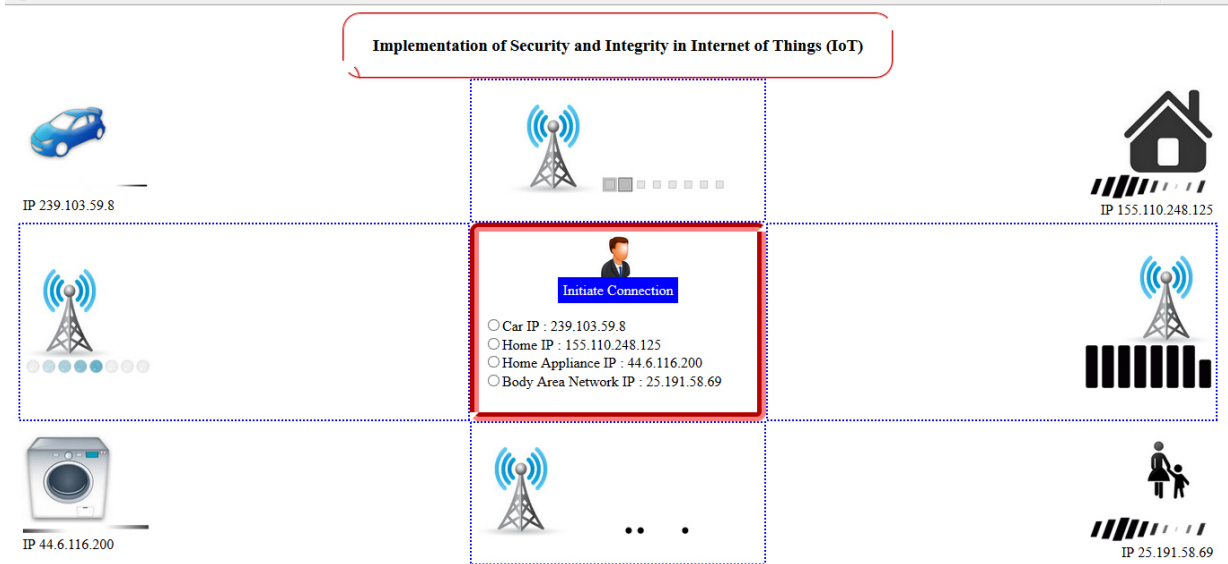 Implementation of Security and Integrity in Internet of Things (IoT)
IP 239.103.59.8
IP 155.110.248.125
Initiate Connection
Car IP : 239.103.59.8
Home IP : 155.110.248.125
Home Appliance IP : 44.6.116.200
Body Area Network IP : 25.191.58.69
IP 44.6.116.200
IP 25.191.58.69